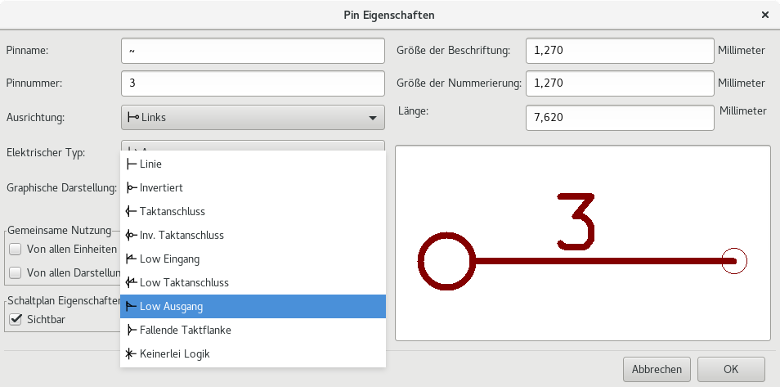 Pin Eigenschaften
Pinname: ~
Größe der Beschriftung: 1,270 Millimeter
Pinnummer: 3
Größe der Nummerierung: 1,270 Millimeter
Ausrichtung: Links
Länge: 7,620 Millimeter
Elektrischer Typ:
Graphische Darstellung:
Linie
Invertiert
Taktanschluss
Inv. Taktanschluss
Low Eingang
Low Taktanschluss
Low Ausgang
Fallende Taktflanke
Keinerlei Logik
Gemeinsame Nutzung
Von allen Einheiten
Von allen Darstellun
Schaltplan Eigenschaften
Sichtbar
3
Abbrechen
OK